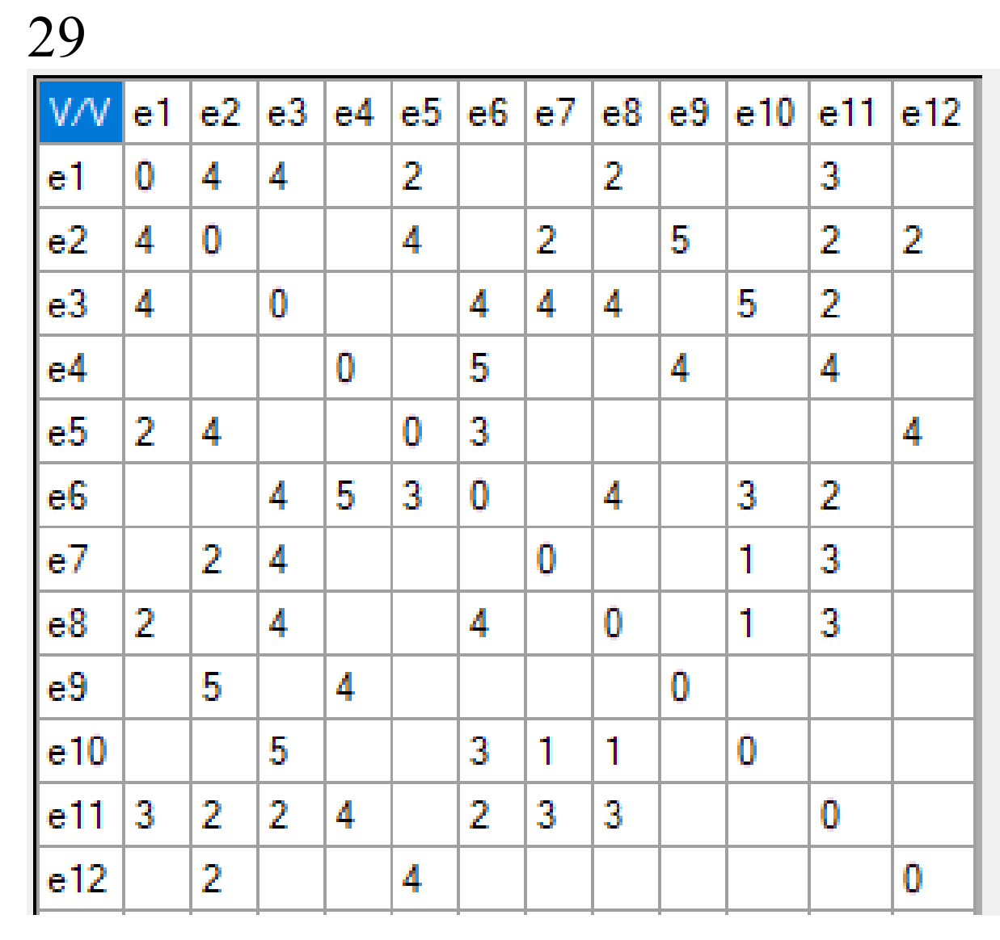 29
V/V e1 e2 e3 e4 e5 e6 e7 e8 e9 e10 e11 e12
e1 0 4 4 2 2 3
e2 4 0 4 2 5 2 2
e3 4 0 4 4 4 5 2
e4 0 5 4 4
e5 2 4 0 3 4
e6 4 5 3 0 4 3 2
e7 2 4 0 1 3
e8 2 4 4 0 1 3
e9 5 4 0
e10 5 3 1 1 0
e11 3 2 2 4 2 3 3 0
e12 2 4 0